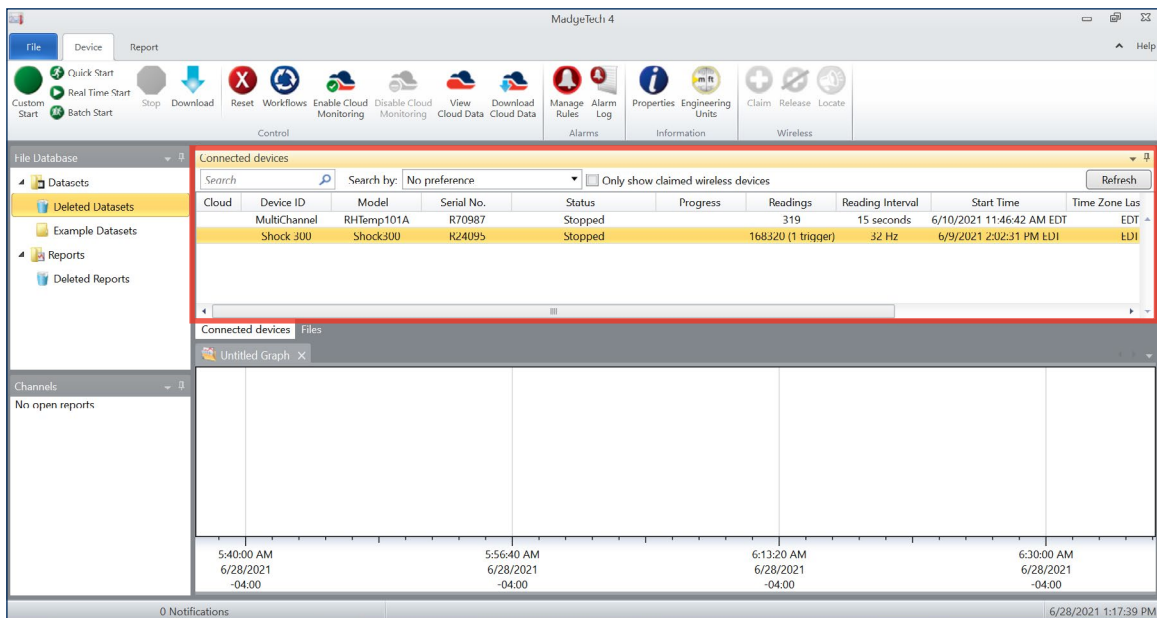 MadgeTech 4
File Device Report Help
Custom Start
Quick Start
Real Time Start
Batch Start
Stop
Download
Reset
Workflows
Enable Cloud Monitoring
Disable Cloud Monitoring
View Cloud Data
Download Cloud Data
Manage Rules
Alarm Log
Properties
Engineering Units
Claim
Release
Locate
Control Alarms Information Wireless
File Database
Datasets
Deleted Datasets
Example Datasets
Reports
Deleted Reports
Channels
No open reports
Connected devices
Search Search by: No preference Only show claimed wireless devices Refresh
Cloud Device ID Model Serial No. Status Progress Readings Reading Interval Start Time Time Zone Las
MultiChannel RHTemp101A R70987 Stopped 319 15 seconds 6/10/2021 11:46:42 AM EDT EDT
Shock 300 Shock300 R24095 Stopped 168320 (1 trigger) 32 Hz 6/9/2021 2:02:31 PM EDT EDT
Connected devices Files
Untitled Graph
5:40:00 AM 5:56:40 AM 6:13:20 AM 6:30:00 AM
6/28/2021 6/28/2021 6/28/2021 6/28/2021
-04:00 -04:00 -04:00 -04:00
0 Notifications 6/28/2021 1:17:39 PM